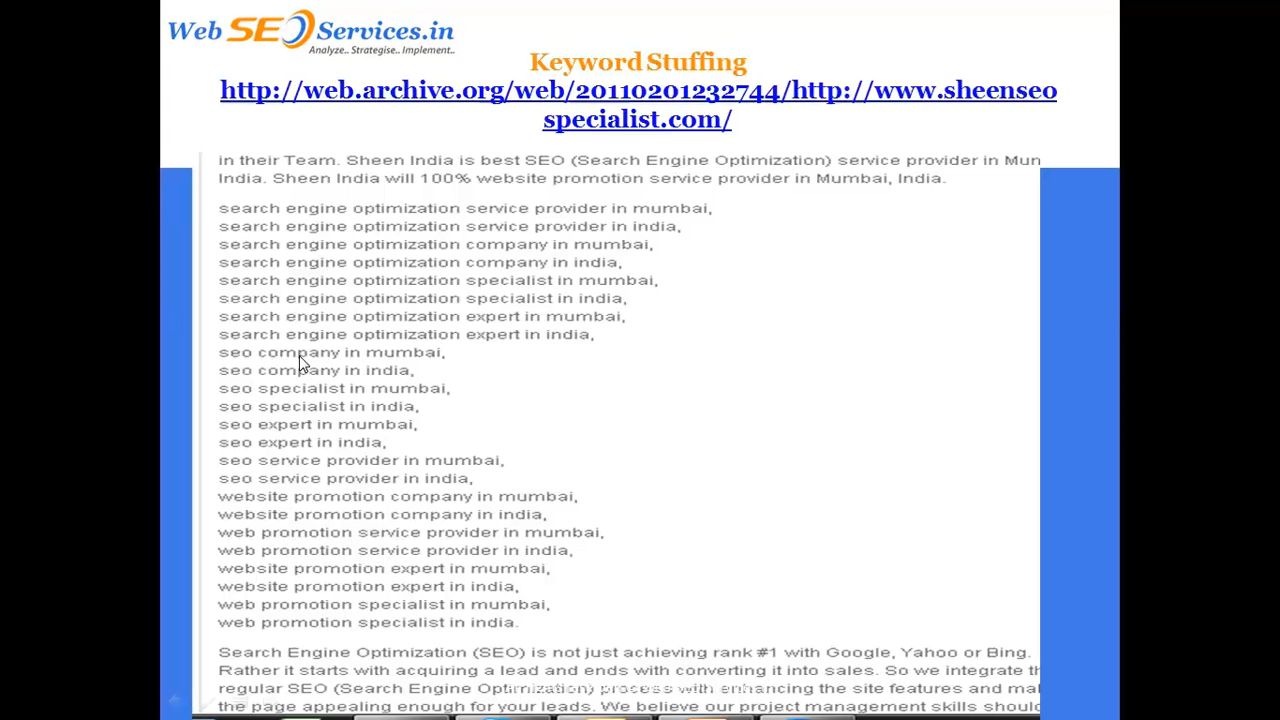 Web SEO Services.in
Analyze.. Strategise.. Implement..
Keyword Stuffing
http://web.archive.org/web/20110201232744/http://www.sheenseo
specialist.com/
in their Team. Sheen India is best SEO (Search Engine Optimization) service provider in Mun
India. Sheen India will 100% website promotion service provider in Mumbai, India.
search engine optimization service provider in mumbai,
search engine optimization service provider in india,
search engine optimization company in mumbai,
search engine optimization company in india,
search engine optimization specialist in mumbai,
search engine optimization specialist in india,
search engine optimization expert in mumbai,
search engine optimization expert in india,
seo company in mumbai,
seo company in india,
seo specialist in mumbai,
seo specialist in india,
seo expert in mumbai,
seo expert in india,
seo service provider in mumbai,
seo service provider in india,
website promotion company in mumbai,
website promotion company in india,
web promotion service provider in mumbai,
web promotion service provider in india,
website promotion expert in mumbai,
website promotion expert in india,
web promotion specialist in mumbai,
web promotion specialist in india.
Search Engine Optimization (SEO) is not just achieving rank #1 with Google, Yahoo or Bing.
Rather it starts with acquiring a lead and ends with converting it into sales. So we integrate th
regular SEO (Search Engine Optimization) process with enhancing the site features and mal
the page appealing enough for your leads. We believe our project management skills shoulc